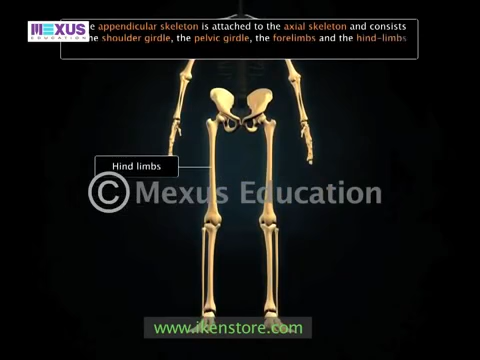 MEXUS
EDUCATION
appendicular skeleton is attached to the axial skeleton and consists
shoulder girdle, the pelvic girdle, the forelimbs and the hind-limbs
Hind limbs
© Mexus Education
www.ikenstore.com